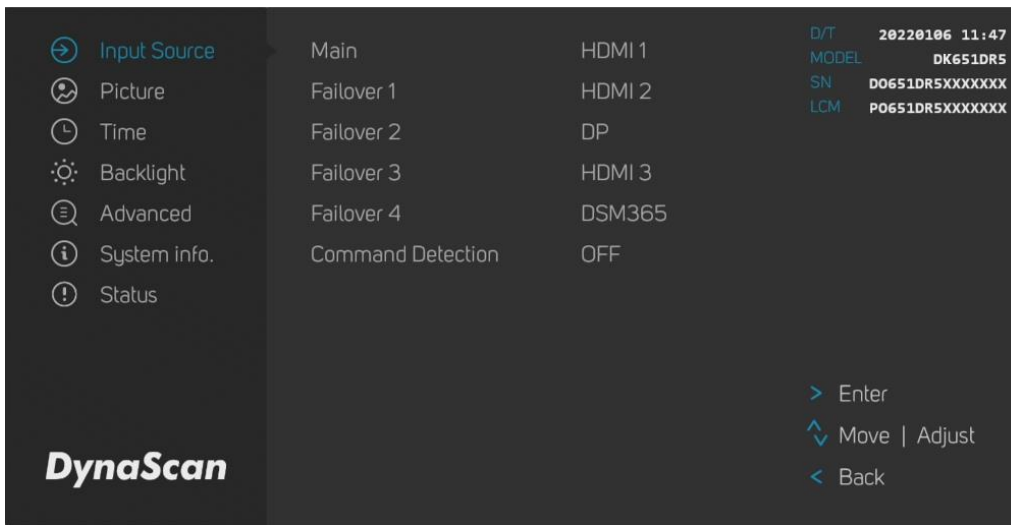 Input Source
Picture
Time
Backlight
Advanced
System info.
Status
DynaScan
Main HDMI 1
Failover 1 HDMI 2
Failover 2 DP
Failover 3 HDMI 3
Failover 4 DSM365
Command Detection OFF
D/T 20220106 11:47
MODEL DK651DR5
SN DO651DR5XXXXXXX
LCM PO651DR5XXXXXXX
> Enter
Move | Adjust
< Back